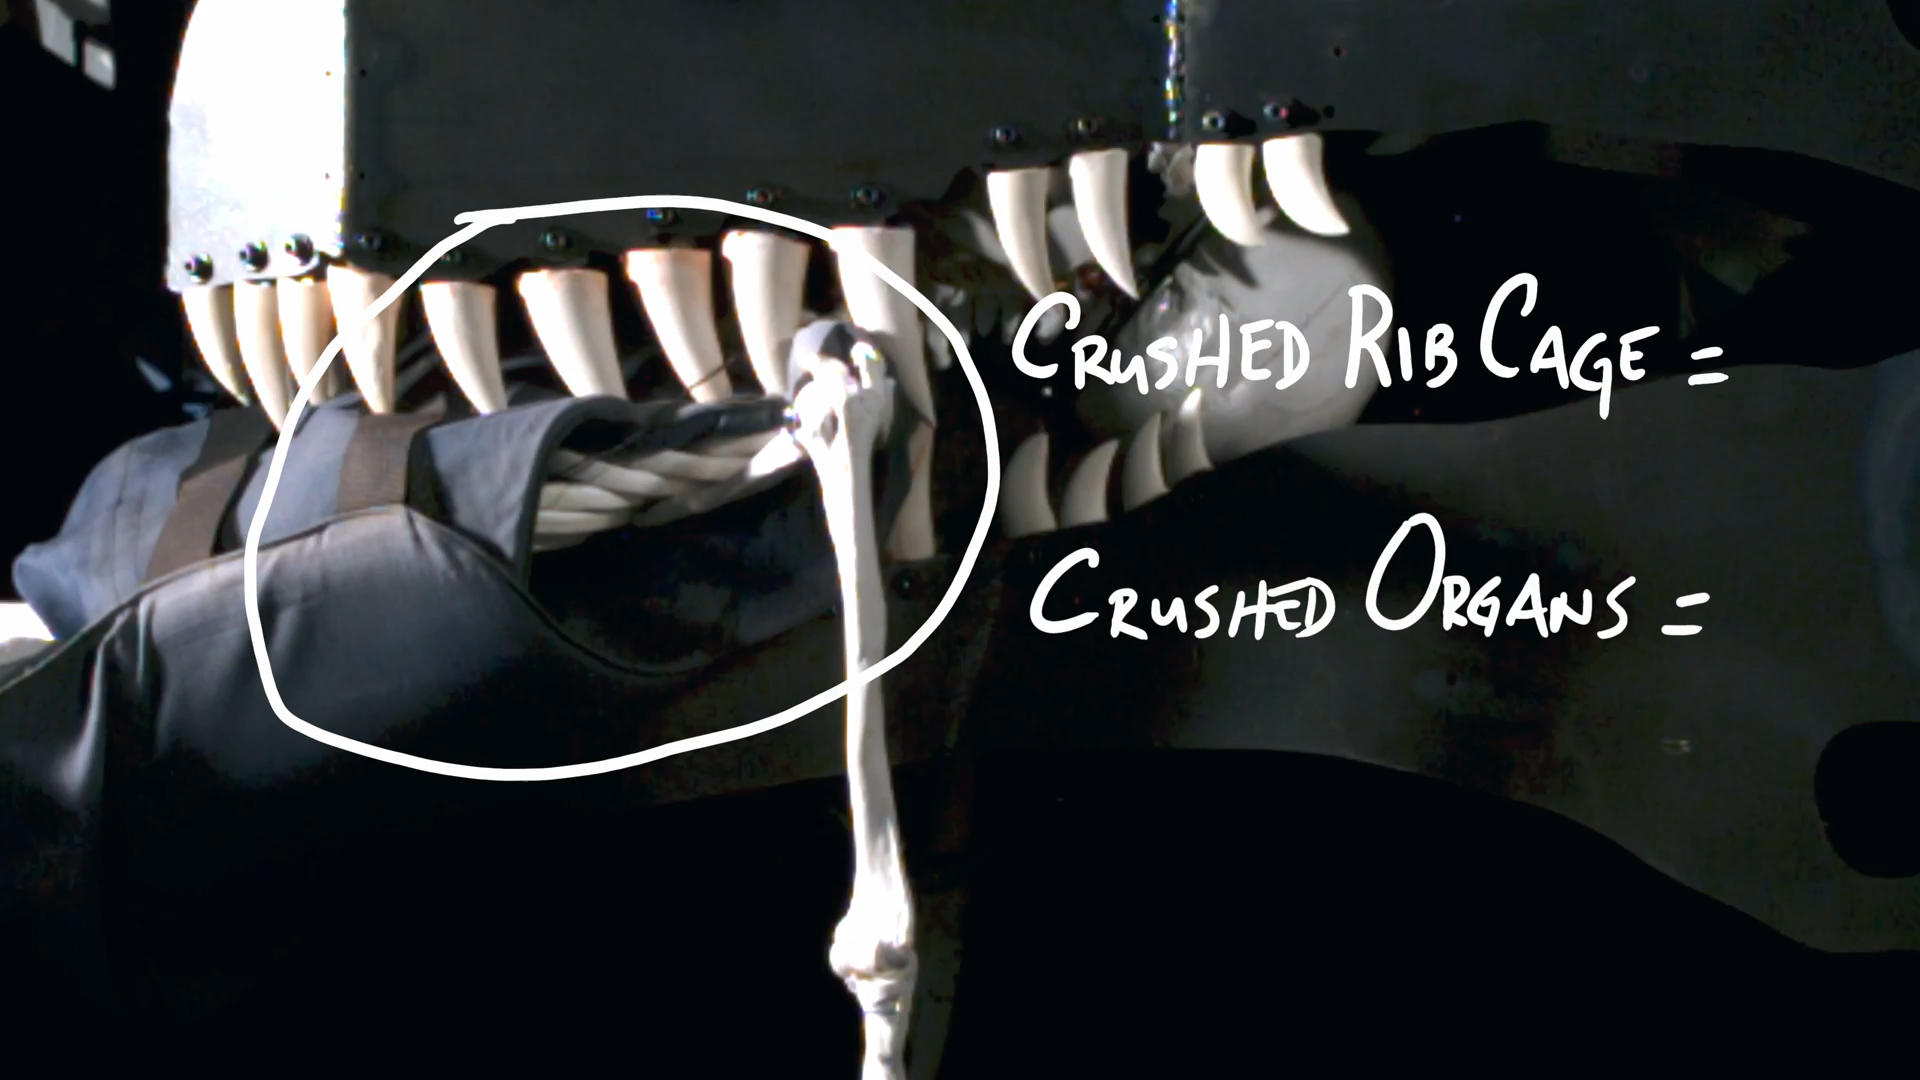 CRUSHED RIB CAGE =
CRUSHED ORGANS =